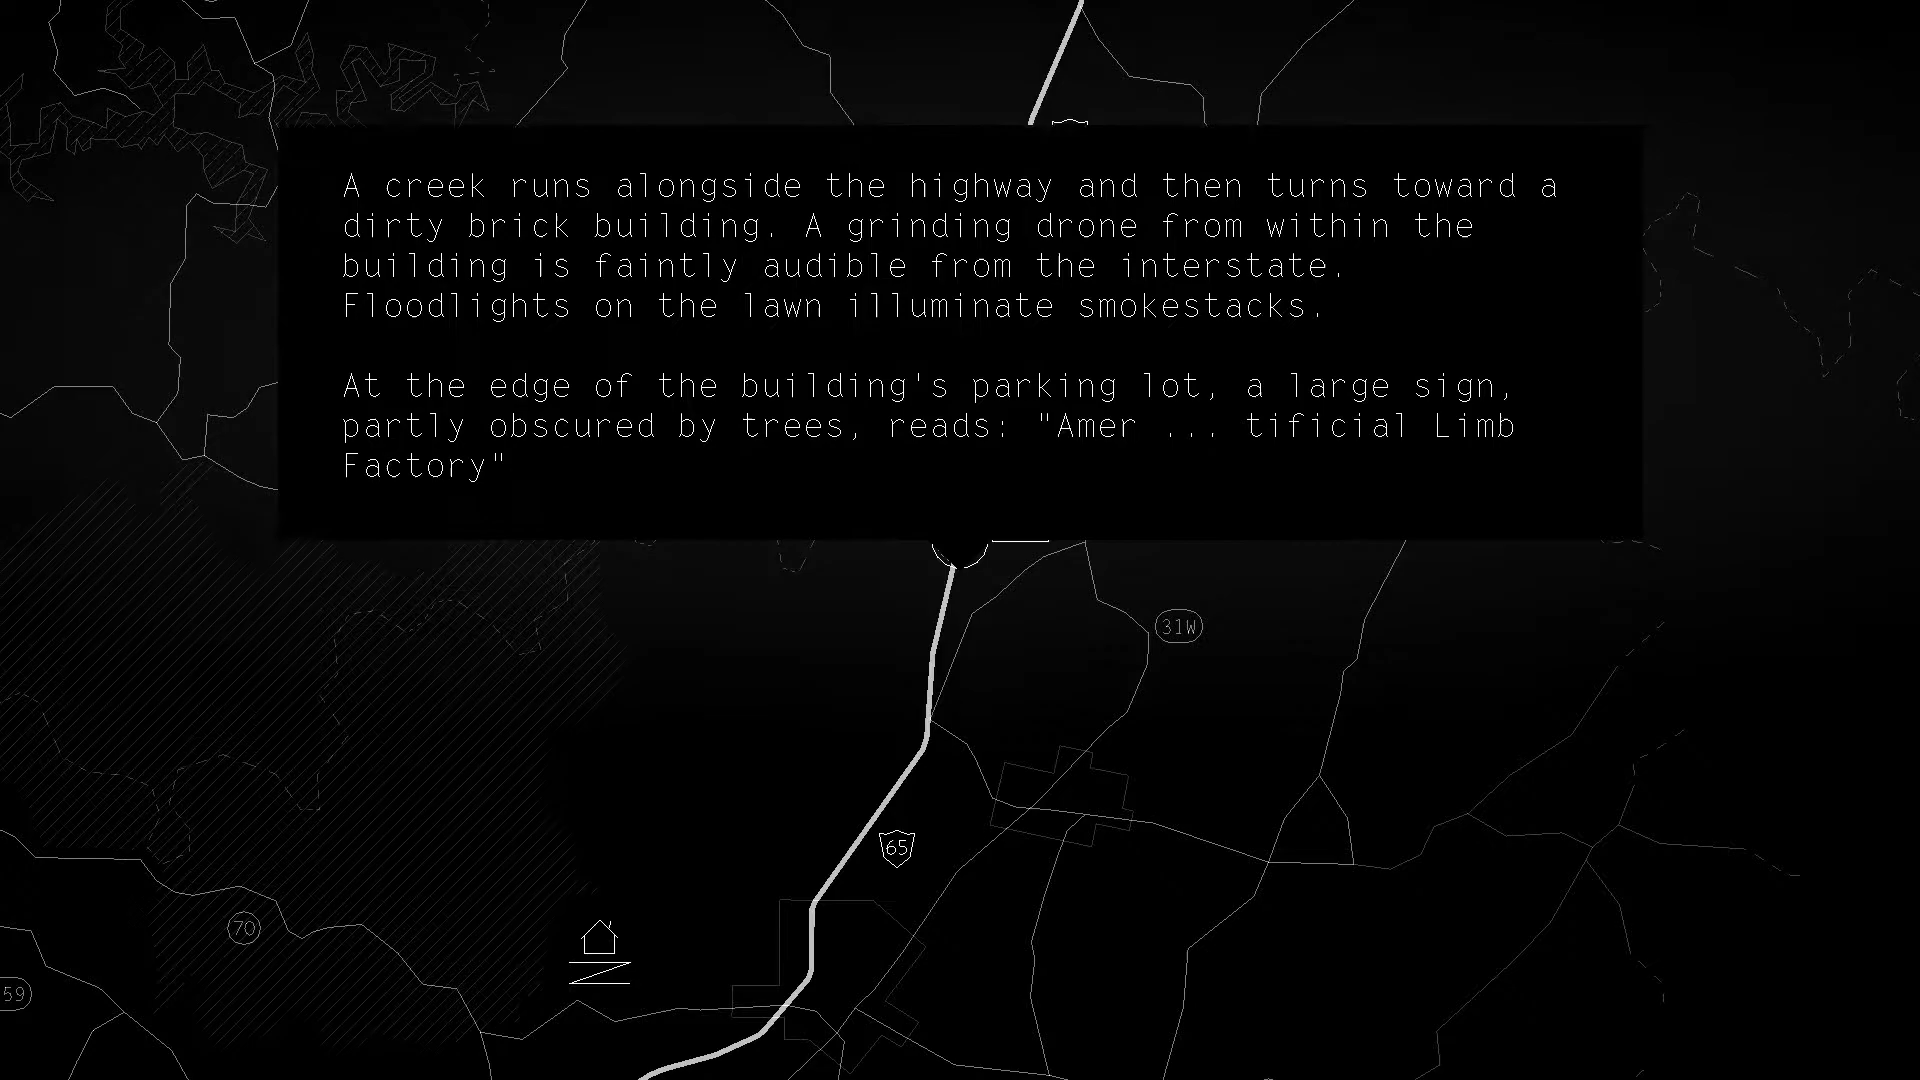 A creek runs alongside the highway and then turns toward a
dirty brick building. A grinding drone from within the
building is faintly audible from the interstate.
Floodlights on the lawn illuminate smokestacks.
At the edge of the building's parking lot, a large sign,
partly obscured by trees, reads: "Amer ... tificial Limb
Factory"
31W
65
70
59